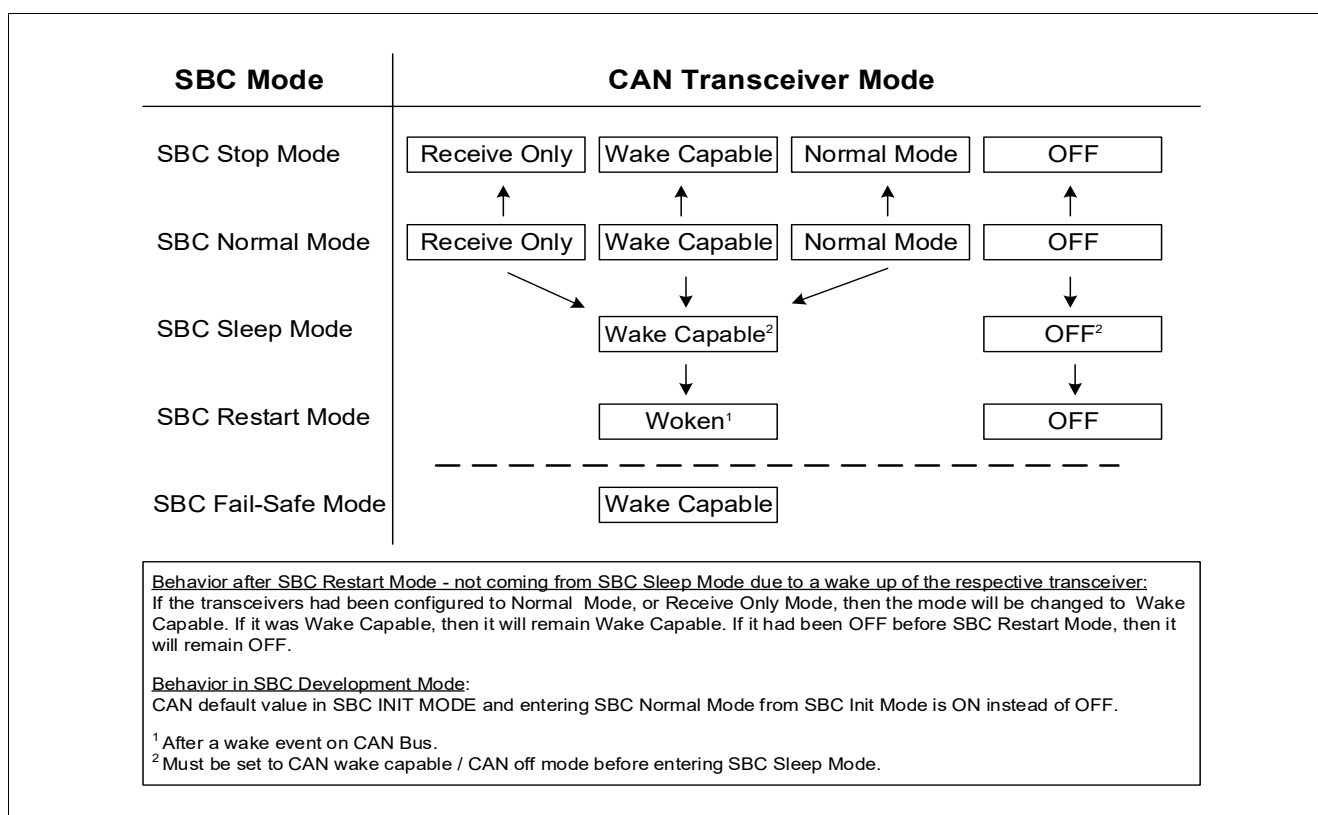 SBC Mode CAN Transceiver Mode
SBC Stop Mode Receive Only Wake Capable Normal Mode OFF
SBC Normal Mode Receive Only Wake Capable Normal Mode OFF
SBC Sleep Mode Wake Capable² OFF²
SBC Restart Mode Woken¹ OFF
SBC Fail-Safe Mode Wake Capable
Behavior after SBC Restart Mode - not coming from SBC Sleep Mode due to a wake up of the respective transceiver:
If the transceivers had been configured to Normal Mode, or Receive Only Mode, then the mode will be changed to Wake
Capable. If it was Wake Capable, then it will remain Wake Capable. If it had been OFF before SBC Restart Mode, then it
will remain OFF.
Behavior in SBC Development Mode:
CAN default value in SBC INIT MODE and entering SBC Normal Mode from SBC Init Mode is ON instead of OFF.
¹ After a wake event on CAN Bus.
² Must be set to CAN wake capable / CAN off mode before entering SBC Sleep Mode.